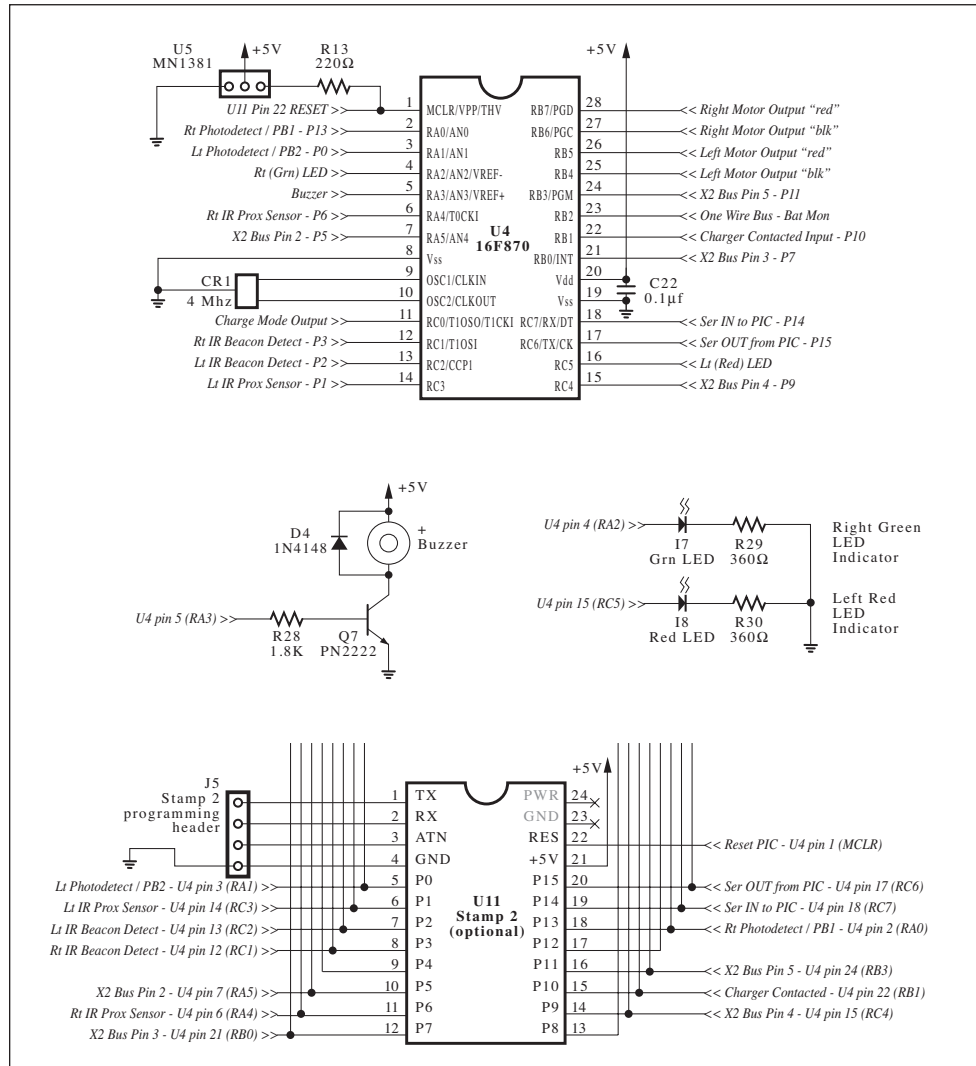 U5
MN1381
+5V
R13
220Ω
+5V
U11 Pin 22 RESET >>
Rt Photodetect / PB1 - P13 >>
Lt Photodetect / PB2 - P0 >>
Rt (Grn) LED >>
Buzzer >>
Rt IR Prox Sensor - P6 >>
X2 Bus Pin 2 - P5 >>
CR1
4 Mhz
Charge Mode Output >>
Rt IR Beacon Detect - P3 >>
Lt IR Beacon Detect - P2 >>
Lt IR Prox Sensor - P1 >>
1
2
3
4
5
6
7
8
9
10
11
12
13
14
MCLR/VPP/THV
RA0/AN0
RA1/AN1
RA2/AN2/VREF-
RA3/AN3/VREF+
RA4/T0CKI
RA5/AN4
Vss
OSC1/CLKIN
OSC2/CLKOUT
RC0/T1OSO/T1CKI
RC1/T1OSI
RC2/CCP1
RC3
U4
16F870
RB7/PGD
RB6/PGC
RB5
RB4
RB3/PGM
RB2
RB1
RB0/INT
Vdd
Vss
RC7/RX/DT
RC6/TX/CK
RC5
RC4
28
27
26
25
24
23
22
21
20
19
18
17
16
15
<< Right Motor Output “red”
<< Right Motor Output “blk”
<< Left Motor Output “red”
<< Left Motor Output “blk”
<< X2 Bus Pin 5 - P11
<< One Wire Bus - Bat Mon
<< Charger Contacted Input - P10
<< X2 Bus Pin 3 - P7
C22
0.1µf
<< Ser IN to PIC - P14
<< Ser OUT from PIC - P15
<< Lt (Red) LED
<< X2 Bus Pin 4 - P9
+5V
D4
1N4148
+
Buzzer
U4 pin 5 (RA3) >>
R28
1.8K
Q7
PN2222
U4 pin 4 (RA2)>>
I7
Grn LED
R29
360Ω
Right Green
LED
Indicator
U4 pin 15 (RC5) >>
I8
Red LED
R30
360Ω
Left Red
LED
Indicator
J5
Stamp 2
programming
header
Lt Photodetect / PB2 - U4 pin 3 (RA1) >>
Lt IR Prox Sensor - U4 pin 14 (RC3) >>
Lt IR Beacon Detect - U4 pin 13 (RC2) >>
Rt IR Beacon Detect - U4 pin 12 (RC1) >>
X2 Bus Pin 2 - U4 pin 7 (RA5) >>
Rt IR Prox Sensor - U4 pin 6 (RA4) >>
X2 Bus Pin 3 - U4 pin 21 (RB0) >>
1
2
3
4
5
6
7
8
9
10
11
12
TX
RX
ATN
GND
P0
P1
P2
P3
P4
P5
P6
P7
U11
Stamp 2
(optional)
PWR
GND
RES
+5V
P15
P14
P13
P12
P11
P10
P9
P8
+5V
24
23
22
21
20
19
18
17
16
15
14
13
<< Reset PIC - U4 pin 1 (MCLR)
<< Ser OUT from PIC - U4 pin 17 (RC6)
<< Ser IN to PIC - U4 pin 18 (RC7)
<< Rt Photodetect / PB1 - U4 pin 2 (RA0)
<< X2 Bus Pin 5 - U4 pin 24 (RB3)
<< Charger Contacted - U4 pin 22 (RB1)
<< X2 Bus Pin 4 - U4 pin 15 (RC4)